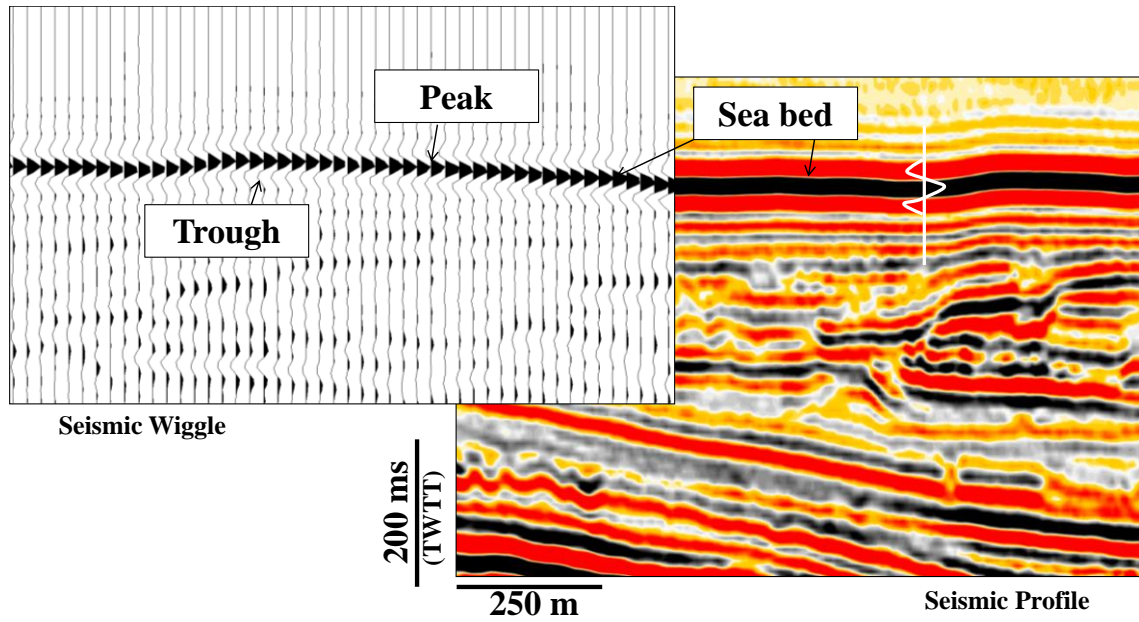 Peak
Sea bed
Trough
Seismic Wiggle
200 ms
(TWTT)
250 m
Seismic Profile